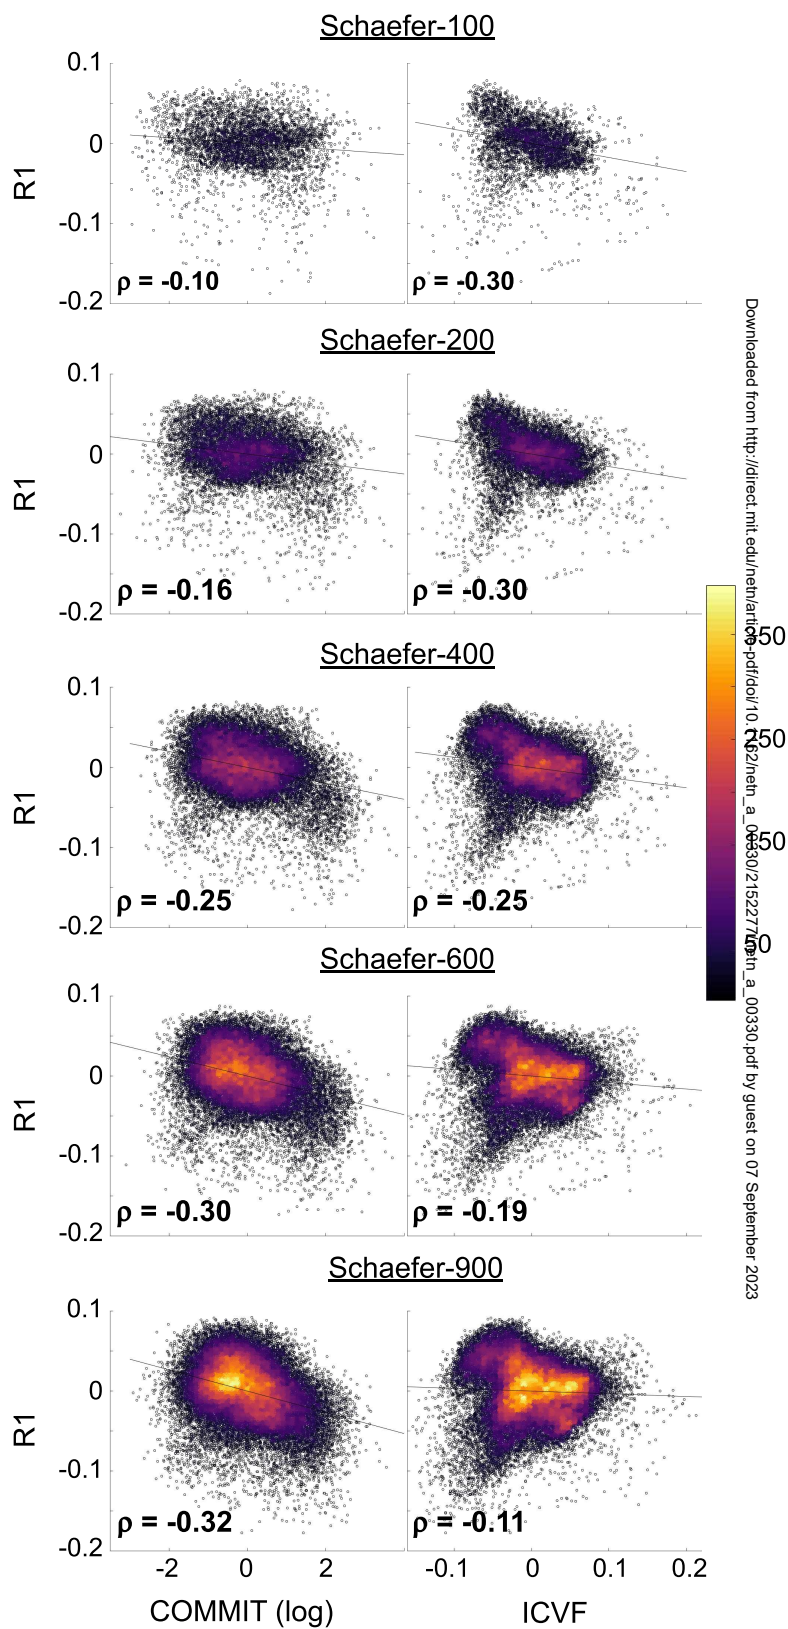 Schaefer-100
0.1
0
-0.1
-0.2
R1
ρ = -0.10
ρ = -0.30
Schaefer-200
0.1
0
-0.1
-0.2
R1
ρ = -0.16
ρ = -0.30
Schaefer-400
0.1
0
-0.1
-0.2
R1
ρ = -0.25
ρ = -0.25
Schaefer-600
0.1
0
-0.1
-0.2
R1
ρ = -0.30
ρ = -0.19
Schaefer-900
0.1
0
-0.1
-0.2
R1
ρ = -0.32
ρ = -0.11
-2 0 2
-0.1 0 0.1 0.2
COMMIT (log)
ICVF
350
250
150
50
Downloaded from http://direct.mit.edu/netn/article-pdf/doi/10.1162/netn_a_00330/2152277/netn_a_00330.pdf by guest on 07 September 2023